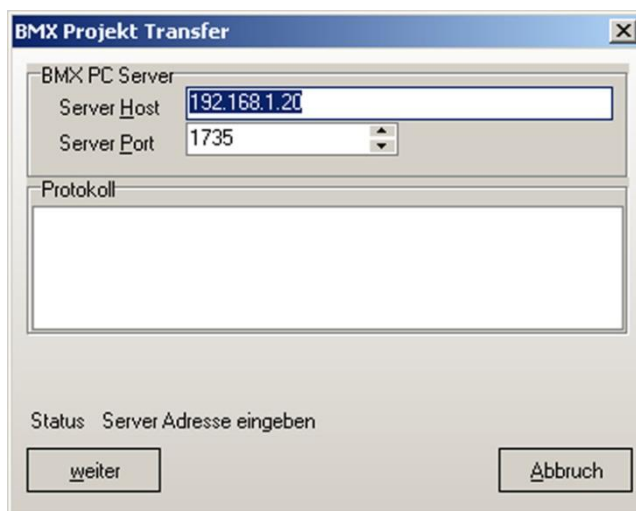 BMX Projekt Transfer
BMX PC Server
Server Host 192.168.1.20
Server Port 1735
Protokoll
Status Server Adresse eingeben
weiter Abbruch